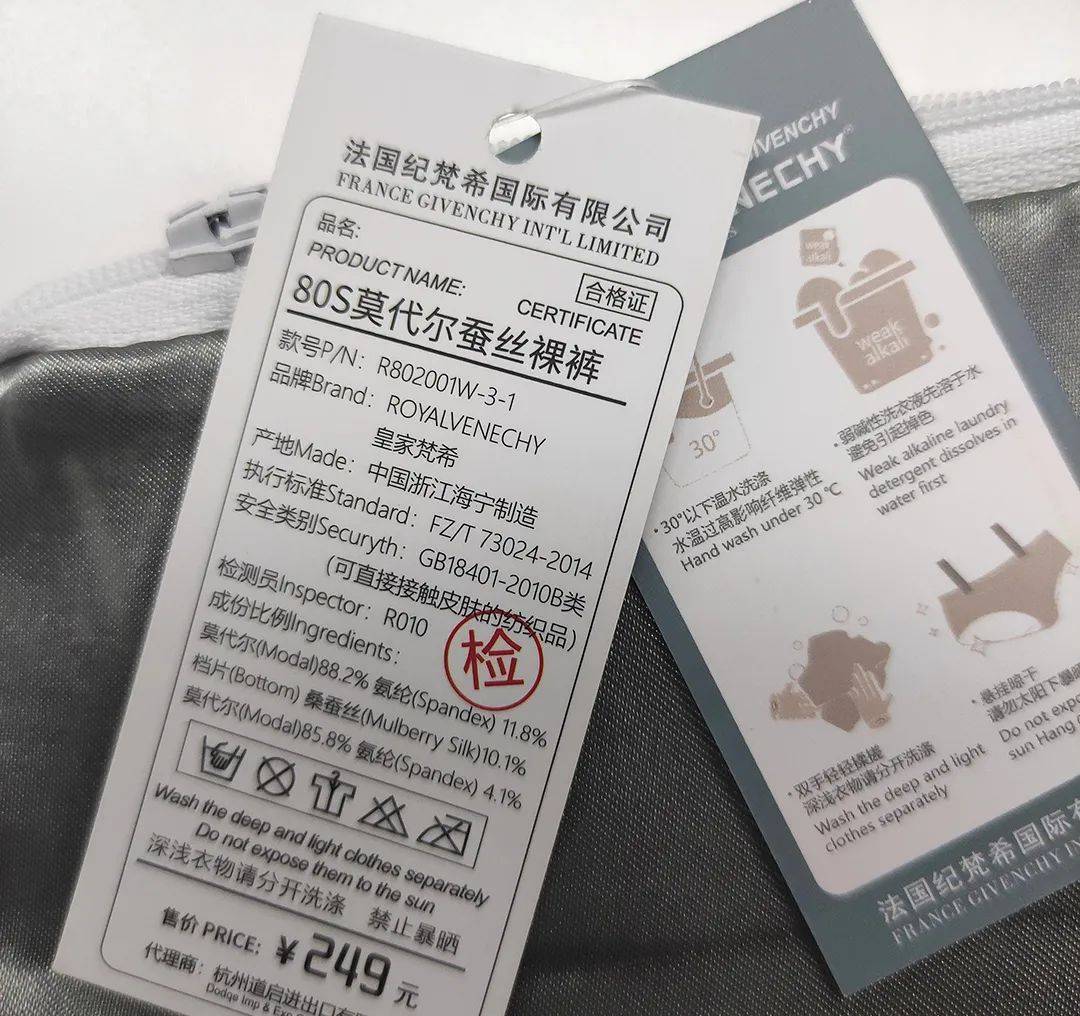 法国纪梵希国际有限公司
FRANCE GIVENCHY INT'L LIMITED
品名:
PRODUCT NAME:
合格证
CERTIFICATE
80S莫代尔蚕丝裸裤
款号P/N: R802001W-3-1
品牌Brand: ROYALVENECHY
皇家梵希
产地Made: 中国浙江海宁制造
执行标准Standard: FZ/T 73024-2014
安全类别Securyth: GB18401-2010B类
(可直接接触皮肤的纺织品)
检测员Inspector: R010
检
成份比例Ingredients:
莫代尔(Modal)88.2% 氨纶(Spandex) 11.8%
档片(Bottom) 桑蚕丝(Mulberry Silk)10.1%
莫代尔(Modal)85.8% 氨纶(Spandex) 4.1%
Wash the deep and light clothes separately
Do not expose them to the sun
深浅衣物请分开洗涤 禁止暴晒
售价 PRICE: ¥249元
代理商: 杭州道启进出口有
Dodqe Imp & Exp
GIVENCHY
NECHY®
weak
alkali
weak
alkali
30°
·弱碱性洗衣液先溶于水
避免引起掉色
Weak alkaline laundry
detergent dissolves in
water first
·30°以下温水洗涤
水温过高影响纤维弹性
Hand wash under 30℃
·双手轻轻揉搓
深浅衣物请分开洗涤
Wash the deep and light
clothes separately
·悬挂晾干
请勿太阳下暴晒
Do not expo
sun Hang
法国纪梵希国际有
FRANCE GIVENCHY IN